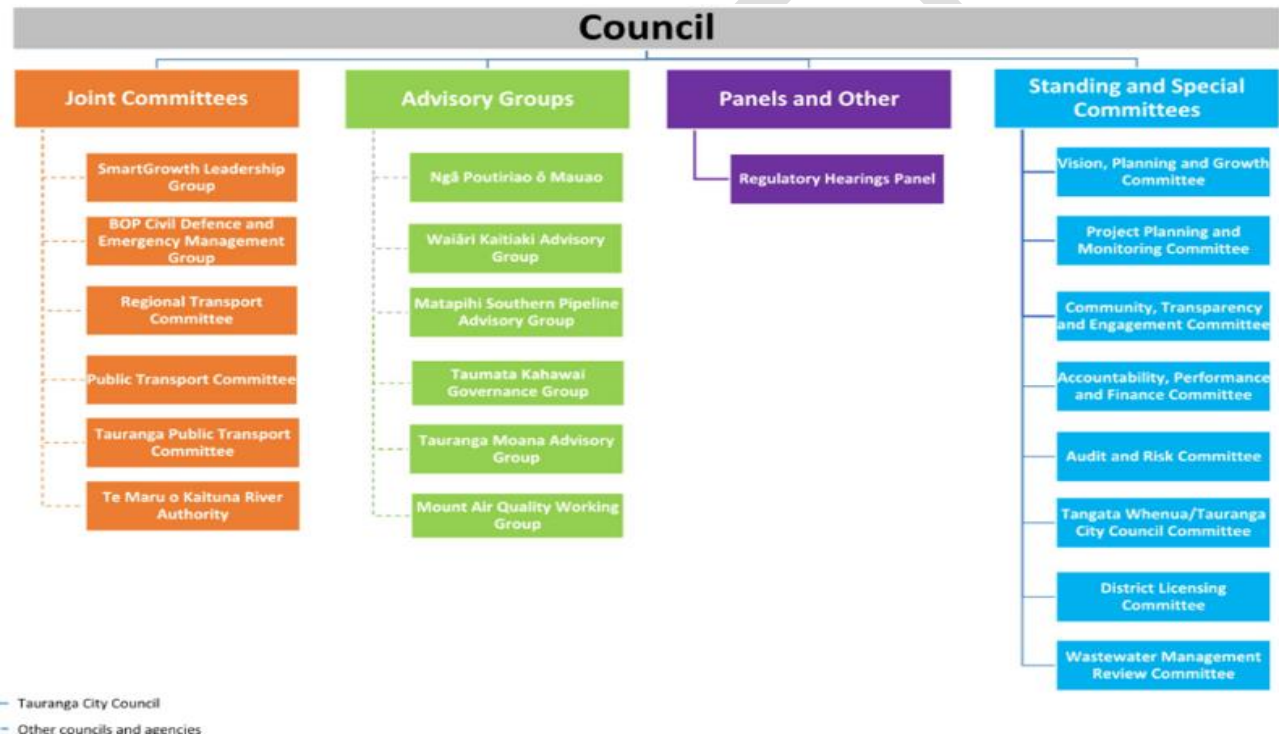 Council
Joint Committees
SmartGrowth Leadership
Group
BOP Civil Defence and
Emergency Management
Group
Regional Transport
Committee
Public Transport Committee
Tauranga Public Transport
Committee
Te Maru o Kaituna River
Authority
Advisory Groups
Ngā Poutiriao ō Mauao
Waiāri Kaitiaki Advisory
Group
Matapihi Southern Pipeline
Advisory Group
Taumata Kahawai
Governance Group
Tauranga Moana Advisory
Group
Mount Air Quality Working
Group
Panels and Other
Regulatory Hearings Panel
Standing and Special
Committees
Vision, Planning and Growth
Committee
Project Planning and
Monitoring Committee
Community, Transparency
and Engagement Committee
Accountability, Performance
and Finance Committee
Audit and Risk Committee
Tangata Whenua/Tauranga
City Council Committee
District Licensing
Committee
Wastewater Management
Review Committee
Tauranga City Council
Other councils and agencies